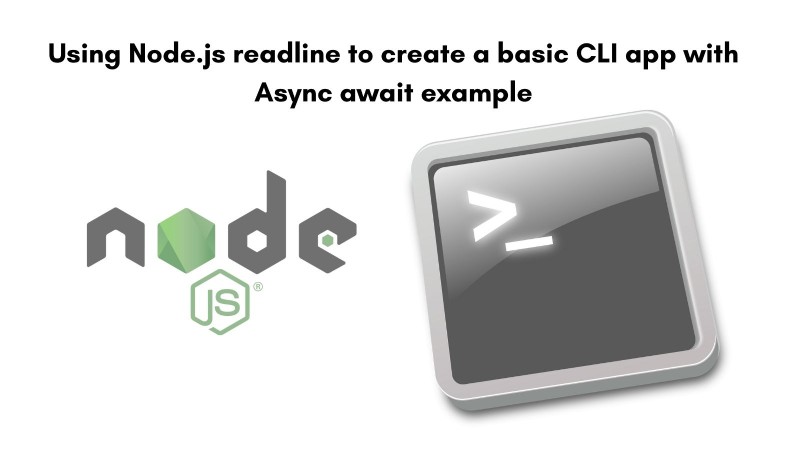 Using Node.js readline to create a basic CLI app with
Async await example
>_
node
JS®